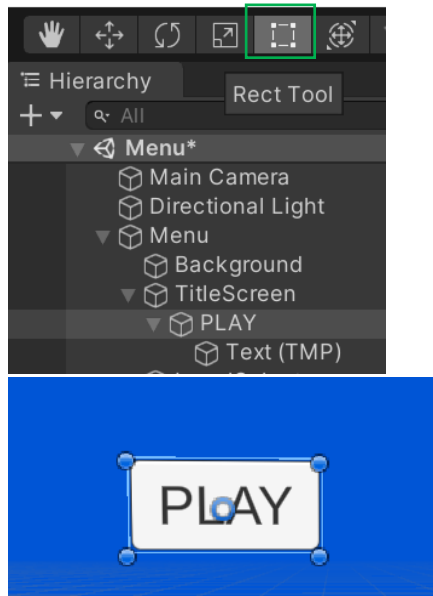 Hierarchy
Rect Tool
All
Menu*
Main Camera
Directional Light
Menu
Background
TitleScreen
PLAY
Text (TMP)
PLAY